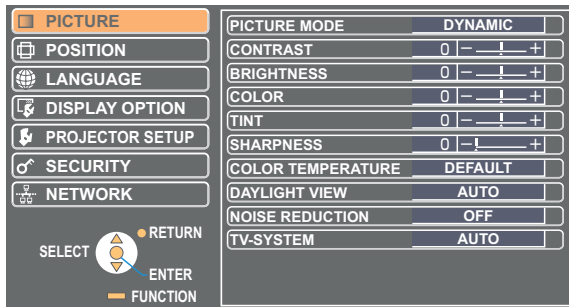 PICTURE
POSITION
LANGUAGE
DISPLAY OPTION
PROJECTOR SETUP
SECURITY
NETWORK
RETURN
SELECT
ENTER
FUNCTION
PICTURE MODE DYNAMIC
CONTRAST 0 − +
BRIGHTNESS 0 − +
COLOR 0 − +
TINT 0 − +
SHARPNESS 0 − +
COLOR TEMPERATURE DEFAULT
DAYLIGHT VIEW AUTO
NOISE REDUCTION OFF
TV-SYSTEM AUTO